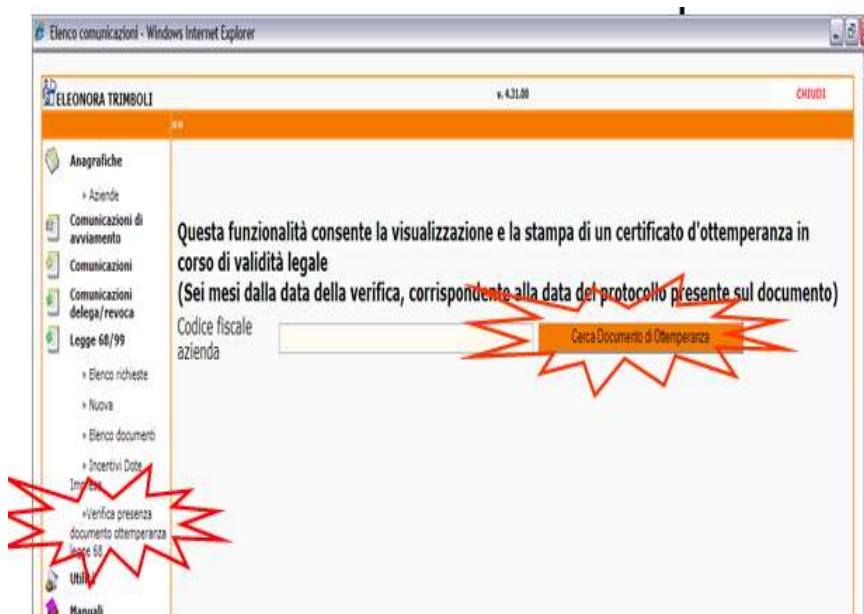 Elenco comunicazioni - Windows Internet Explorer
ELEONORA TRIMBOLI
v. 4.31.00
CHIUDI
»»
Anagrafiche
» Aziende
Comunicazioni di
avviamento
Comunicazioni
Comunicazioni
delega/revoca
Legge 68/99
» Elenco richieste
» Nuova
» Elenco documenti
» Incentivi Dote
»Verifica presenza
documento ottemperanza
legge 68
Manuali
Questa funzionalità consente la visualizzazione e la stampa di un certificato d'ottemperanza in
corso di validità legale
(Sei mesi dalla data della verifica, corrispondente alla data del protocollo presente sul documento)
Codice fiscale
azienda
Cerca Documento di Ottemperanza